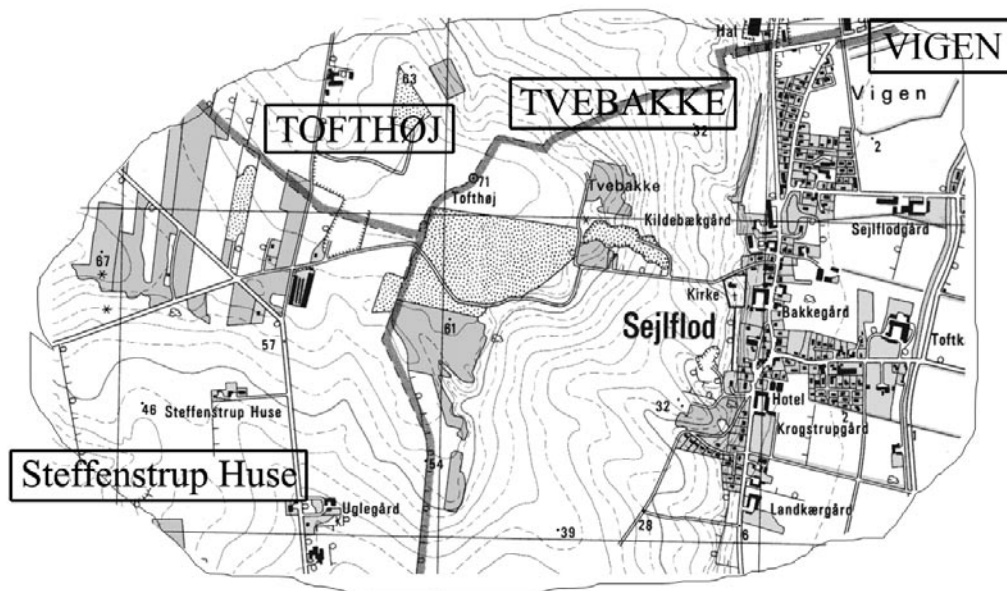 Hal
VIGEN
63
TOFTHØJ
TVEBAKKE
Vigen
32
2
71
Tofthøj
Tvebakke
Kildebækgård
Sejlflodgård
67
Kirke
61
Sejlflod
Bakkegård
Toftk
57
46
Steffenstrup Huse
32
Hotel
2
Krogstrupgård
Steffenstrup Huse
54
Uglegård
KP
Landkærgård
39
28
6